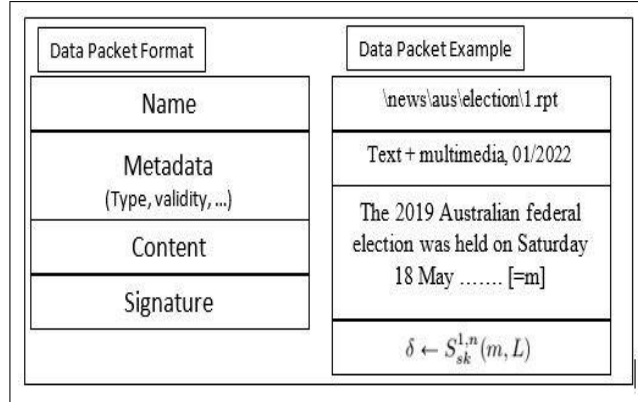 Data Packet Format
Name
Metadata
(Type, validity, ...)
Content
Signature
Data Packet Example
\news\aus\election\1.rpt
Text + multimedia, 01/2022
The 2019 Australian federal
election was held on Saturday
18 May ....... [=m]
δ ← S_{sk}^{1,n}(m, L)